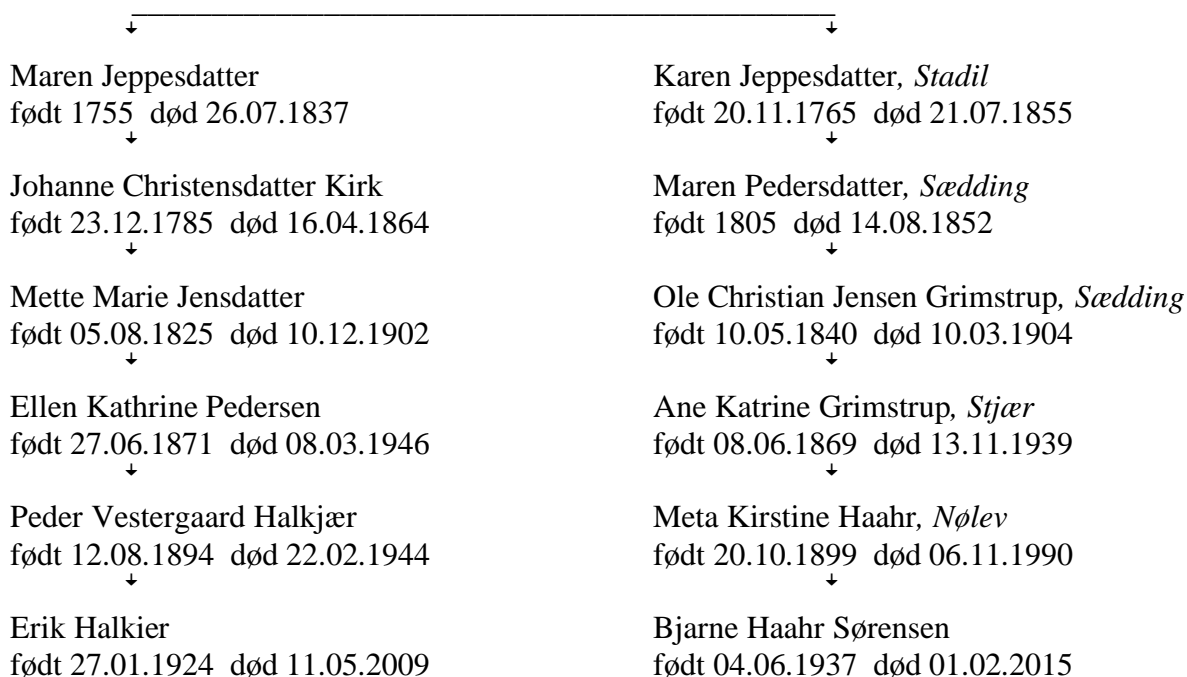 Maren Jeppesdatter
født 1755 død 26.07.1837
Johanne Christensdatter Kirk
født 23.12.1785 død 16.04.1864
Mette Marie Jensdatter
født 05.08.1825 død 10.12.1902
Ellen Kathrine Pedersen
født 27.06.1871 død 08.03.1946
Peder Vestergaard Halkjær
født 12.08.1894 død 22.02.1944
Erik Halkier
født 27.01.1924 død 11.05.2009
Karen Jeppesdatter, Stadil
født 20.11.1765 død 21.07.1855
Maren Pedersdatter, Sædding
født 1805 død 14.08.1852
Ole Christian Jensen Grimstrup, Sædding
født 10.05.1840 død 10.03.1904
Ane Katrine Grimstrup, Stjær
født 08.06.1869 død 13.11.1939
Meta Kirstine Haahr, Nølev
født 20.10.1899 død 06.11.1990
Bjarne Haahr Sørensen
født 04.06.1937 død 01.02.2015